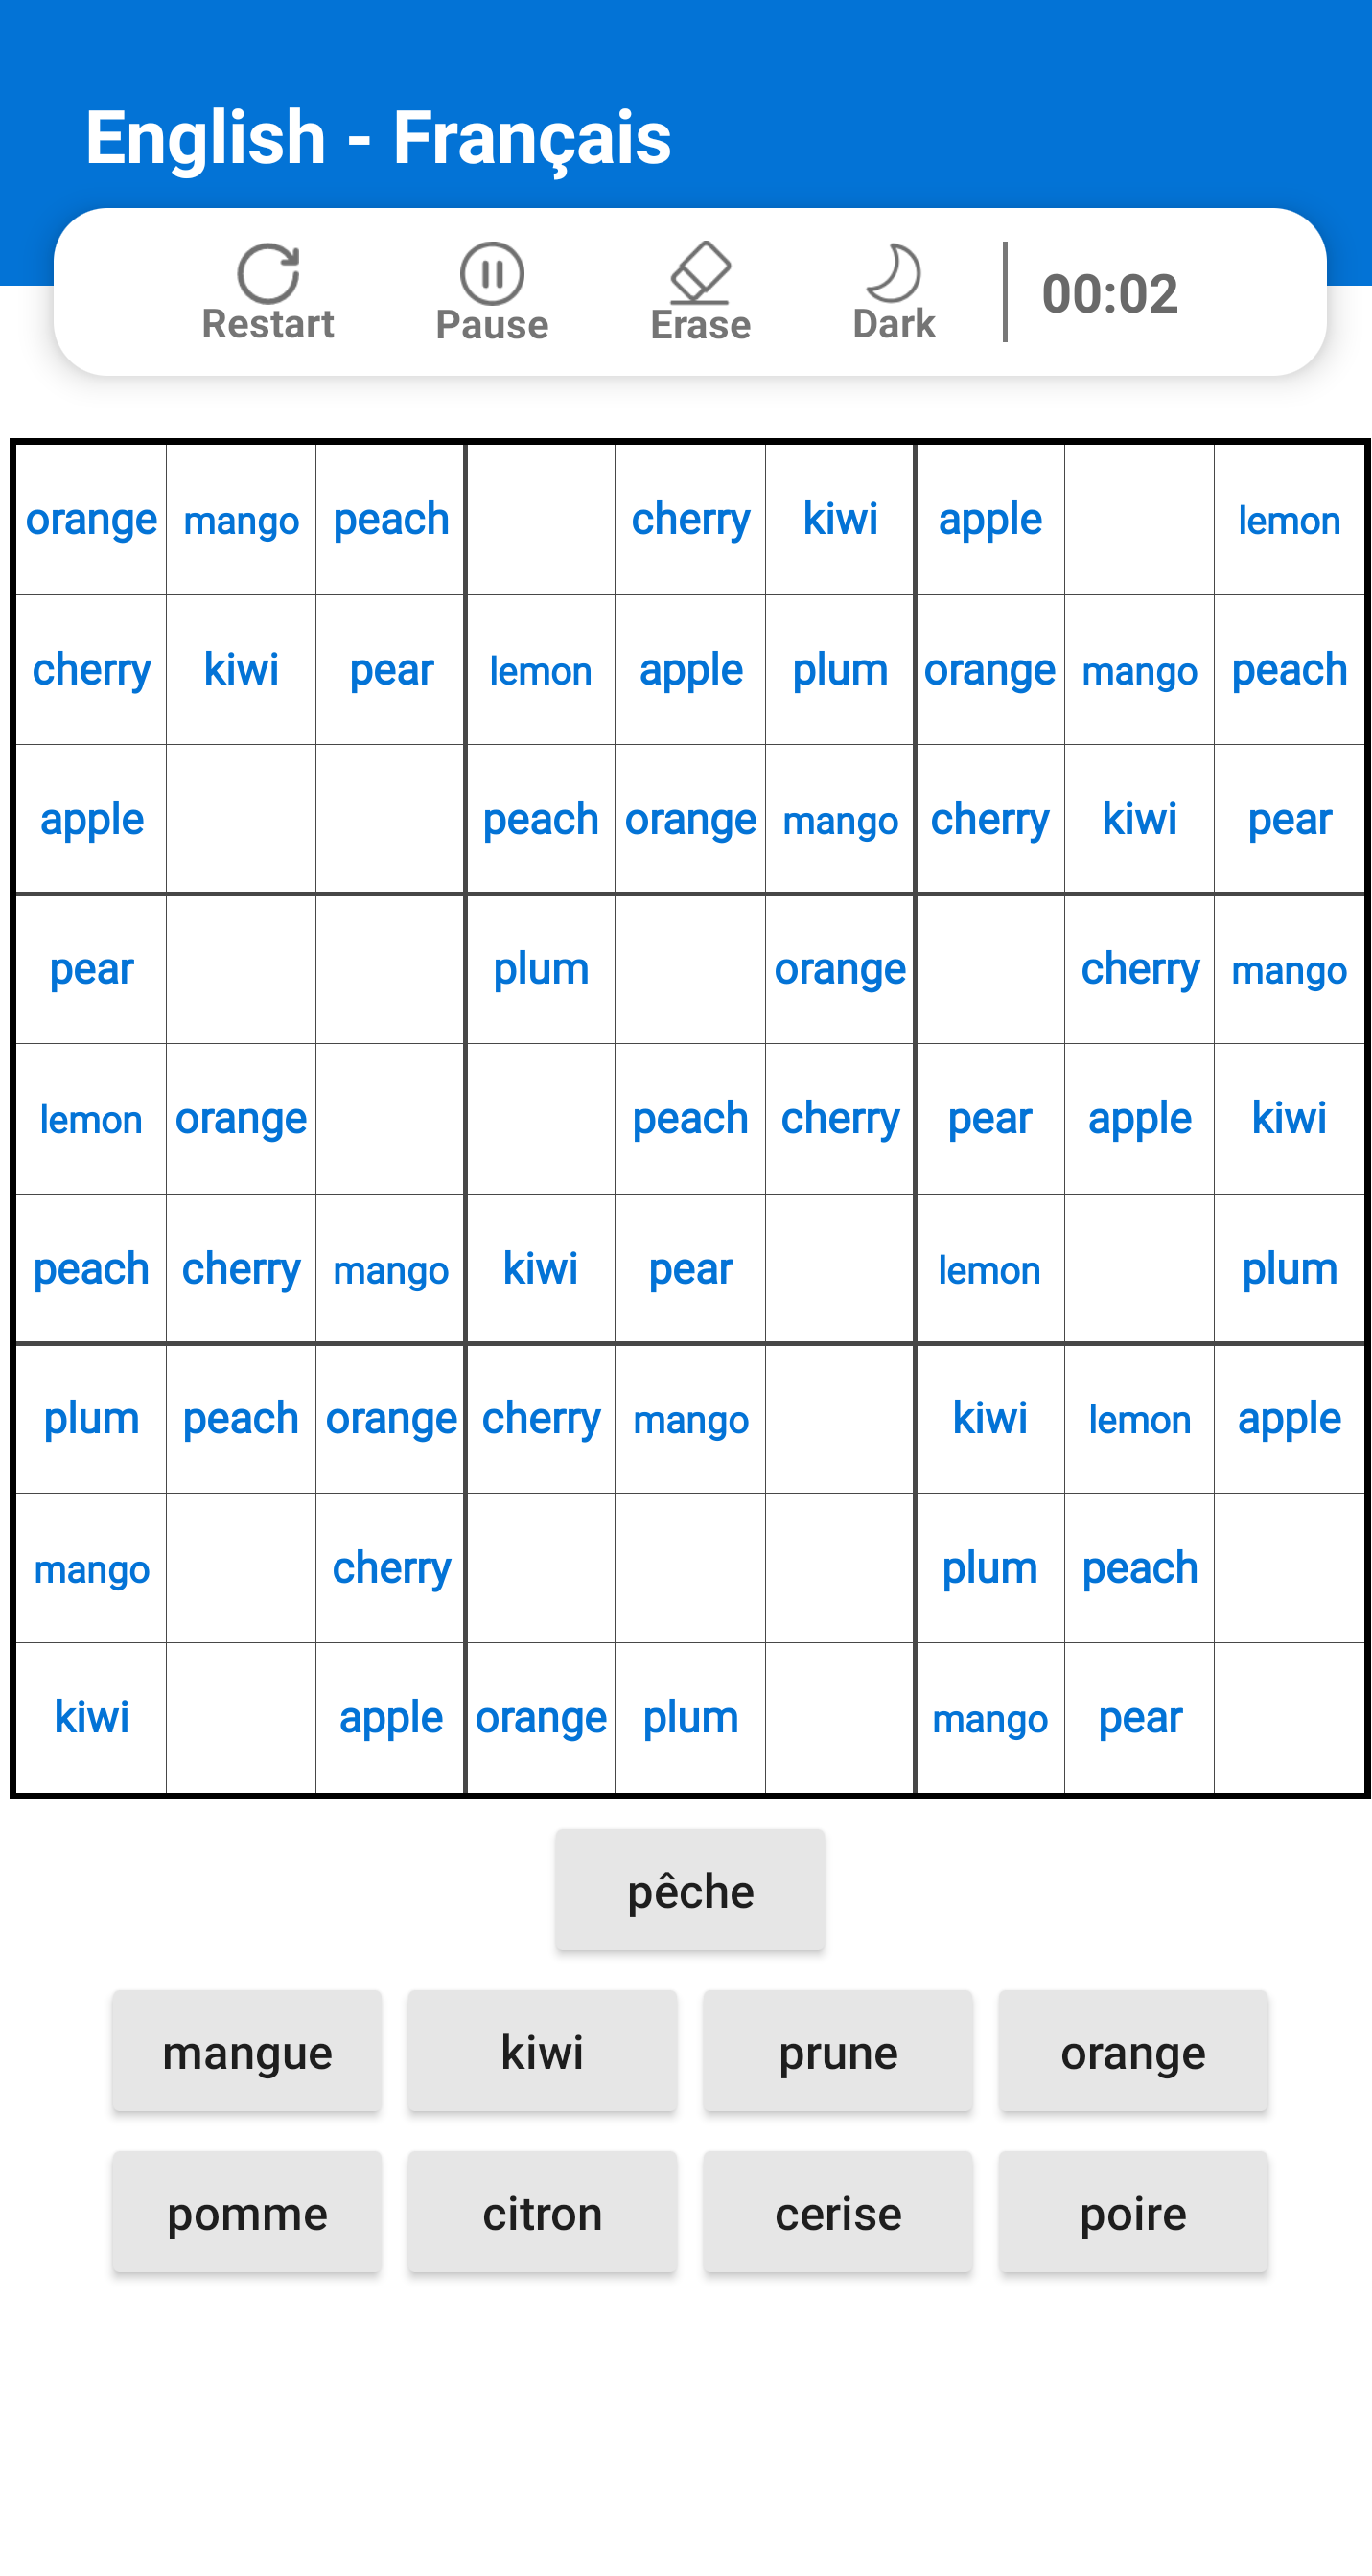 English - Français
Restart Pause Erase Dark 00:02
orange mango peach cherry kiwi apple lemon
cherry kiwi pear lemon apple plum orange mango peach
apple peach orange mango cherry kiwi pear
pear plum orange cherry mango
lemon orange peach cherry pear apple kiwi
peach cherry mango kiwi pear lemon plum
plum peach orange cherry mango kiwi lemon apple
mango cherry plum peach
kiwi apple orange plum mango pear
pêche
mangue kiwi prune orange
pomme citron cerise poire